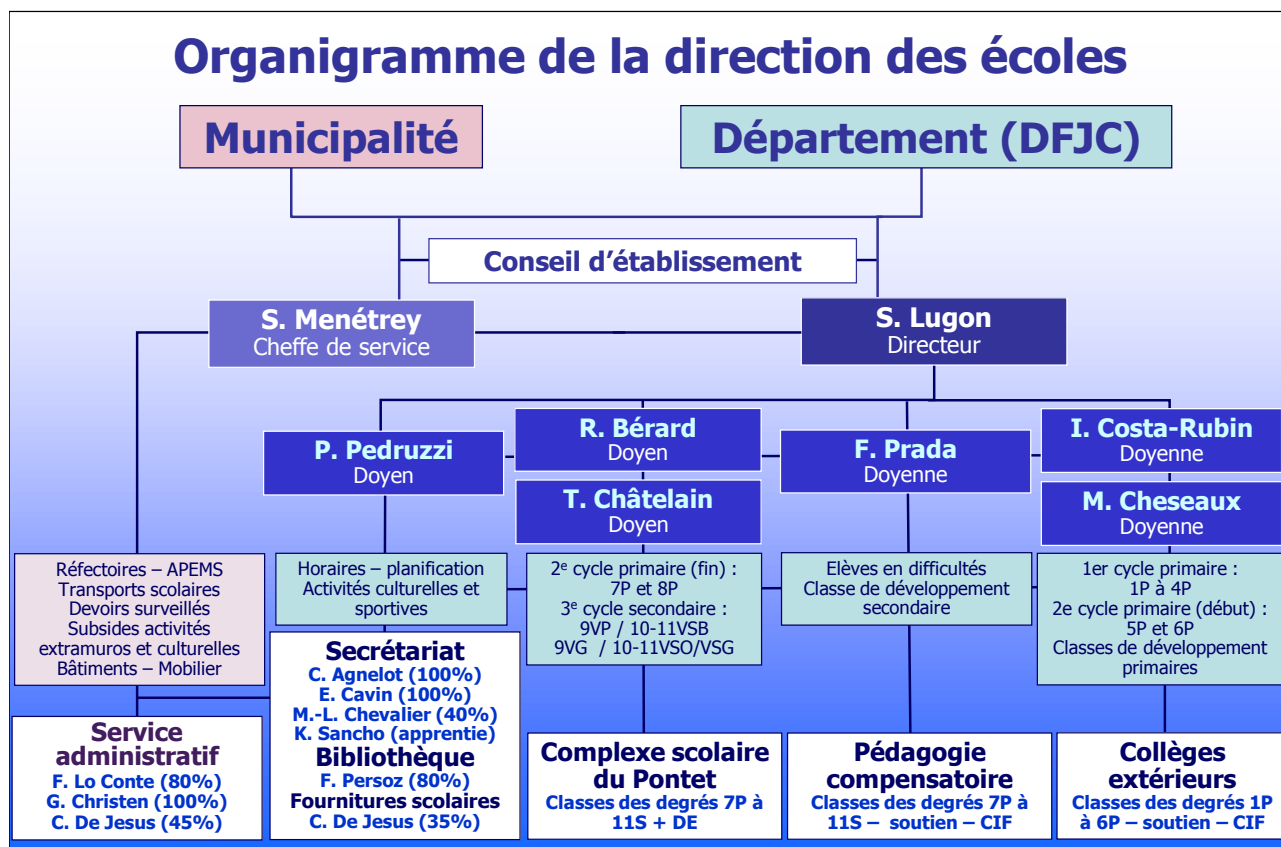 Organigramme de la direction des écoles
Municipalité
Département (DFJC)
Conseil d’établissement
S. Menétrey
Cheffe de service
S. Lugon
Directeur
P. Pedruzzi
Doyen
R. Bérard
Doyen
T. Châtelain
Doyen
F. Prada
Doyenne
I. Costa-Rubin
Doyenne
M. Cheseaux
Doyenne
Réfectoires – APEMS
Transports scolaires
Devoirs surveillés
Subsides activités
extramuros et culturelles
Bâtiments – Mobilier
Horaires – planification
Activités culturelles et
sportives
2e cycle primaire (fin) :
7P et 8P
3e cycle secondaire :
9VP / 10-11VSB
9VG / 10-11VSO/VSG
Elèves en difficultés
Classe de développement
secondaire
1er cycle primaire :
1P à 4P
2e cycle primaire (début) :
5P et 6P
Classes de développement
primaires
Service
administratif
F. Lo Conte (80%)
G. Christen (100%)
C. De Jesus (45%)
Secrétariat
C. Agnelot (100%)
E. Cavin (100%)
M.-L. Chevalier (40%)
K. Sancho (apprentie)
Bibliothèque
F. Persoz (80%)
Fournitures scolaires
C. De Jesus (35%)
Complexe scolaire
du Pontet
Classes des degrés 7P à
11S + DE
Pédagogie
compensatoire
Classes des degrés 7P à
11S – soutien – CIF
Collèges
extérieurs
Classes des degrés 1P
à 6P – soutien – CIF